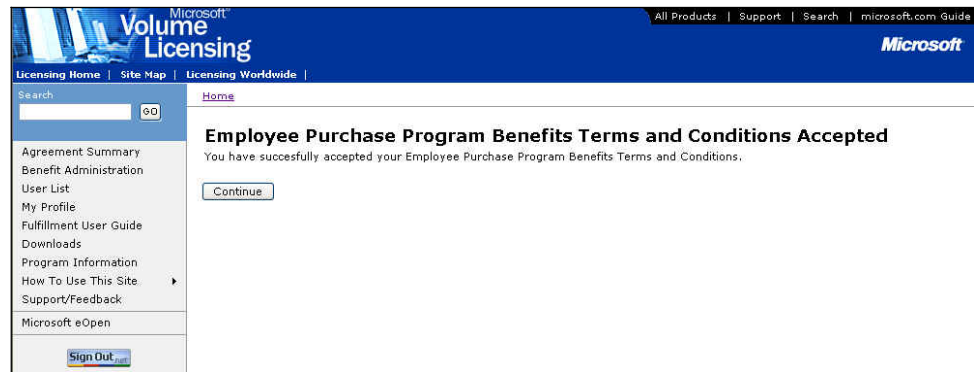 Microsoft
Volume
Licensing
All Products | Support | Search | microsoft.com Guide
Microsoft
Licensing Home | Site Map | Licensing Worldwide |
Search
GO
Home
Employee Purchase Program Benefits Terms and Conditions Accepted
You have succesfully accepted your Employee Purchase Program Benefits Terms and Conditions.
Continue
Agreement Summary
Benefit Administration
User List
My Profile
Fulfillment User Guide
Downloads
Program Information
How To Use This Site
Support/Feedback
Microsoft eOpen
Sign Out .net